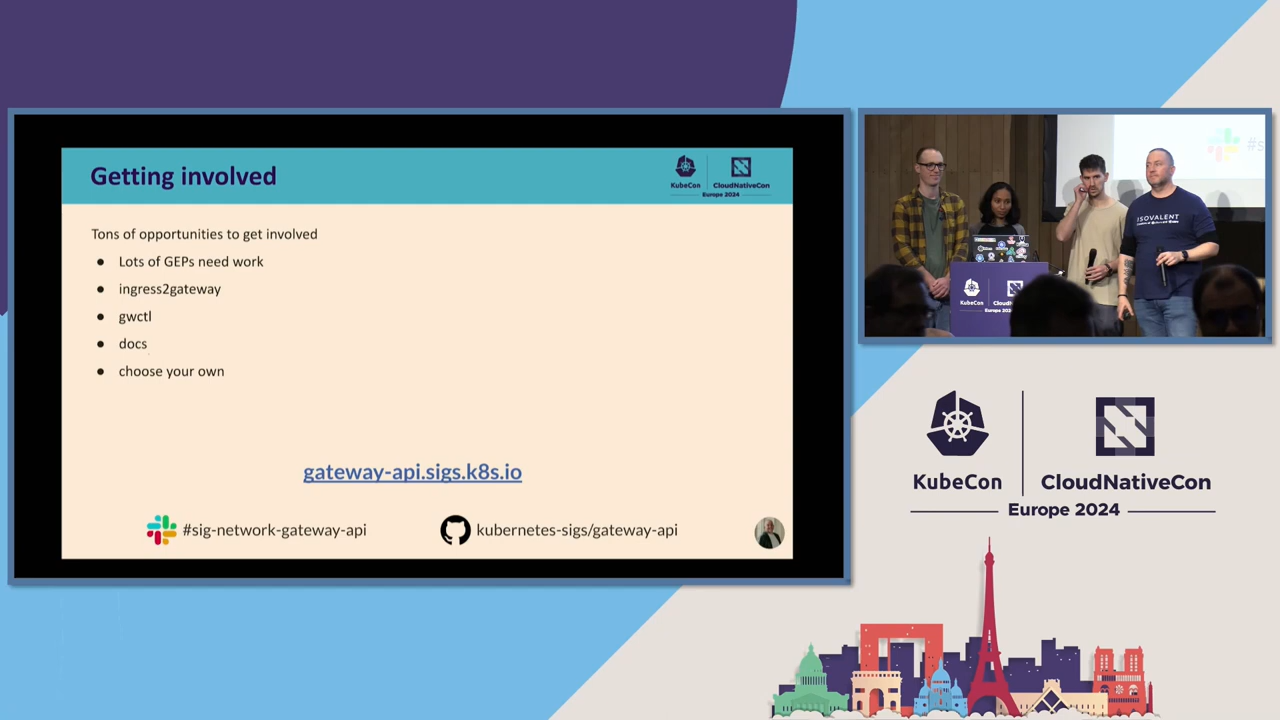 Getting involved
KubeCon
CloudNativeCon
Europe 2024
Tons of opportunities to get involved
● Lots of GEPs need work
● ingress2gateway
● gwctl
● docs
● choose your own
gateway-api.sigs.k8s.io
#sig-network-gateway-api
kubernetes-sigs/gateway-api
#s
ISOVALENT
KubeCon
KubeCon
CloudNativeCon
Europe 2024